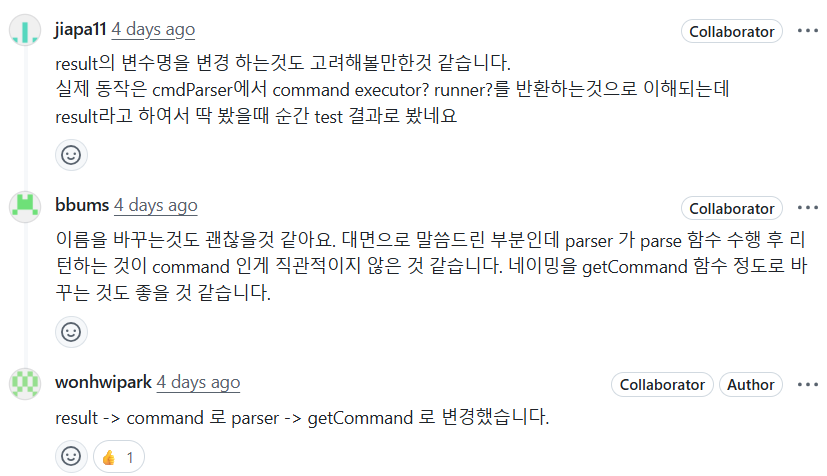 jiapa11 4 days ago Collaborator
result의 변수명을 변경 하는것도 고려해볼만한것 같습니다.
실제 동작은 cmdParser에서 command executor? runner?를 반환하는것으로 이해되는데
result라고 하여서 딱 봤을때 순간 test 결과로 봤네요
bbums 4 days ago Collaborator
이름을 바꾸는것도 괜찮을것 같아요. 대면으로 말씀드린 부분인데 parser 가 parse 함수 수행 후 리
턴하는 것이 command 인게 직관적이지 않은 것 같습니다. 네이밍을 getCommand 함수 정도로 바
꾸는 것도 좋을 것 같습니다.
wonhwipark 4 days ago Collaborator Author
result -> command 로 parser -> getCommand 로 변경했습니다.
👍 1